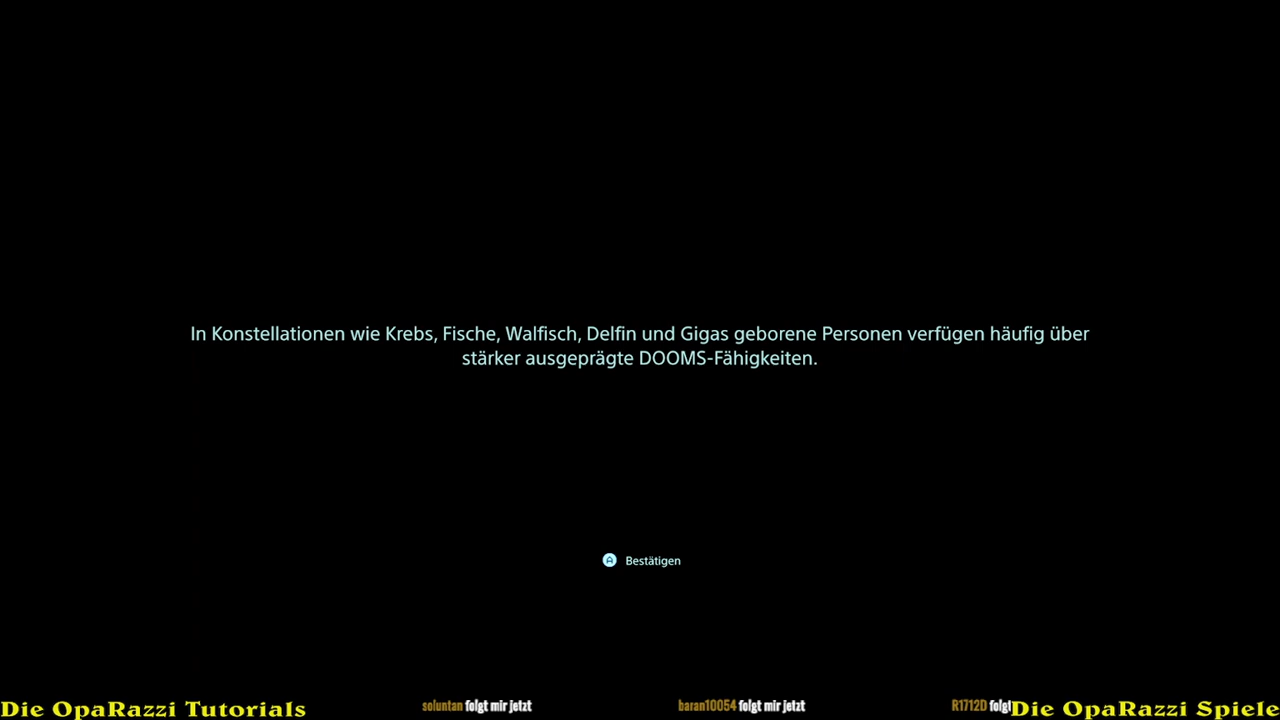 In Konstellationen wie Krebs, Fische, Walfisch, Delfin und Gigas geborene Personen verfügen häufig über
stärker ausgeprägte DOOMS-Fähigkeiten.
A Bestätigen
Die OpaRazzi Tutorials soluntan folgt mir jetzt baran10054 folgt mir jetzt R1712D folgt Die OpaRazzi Spiele